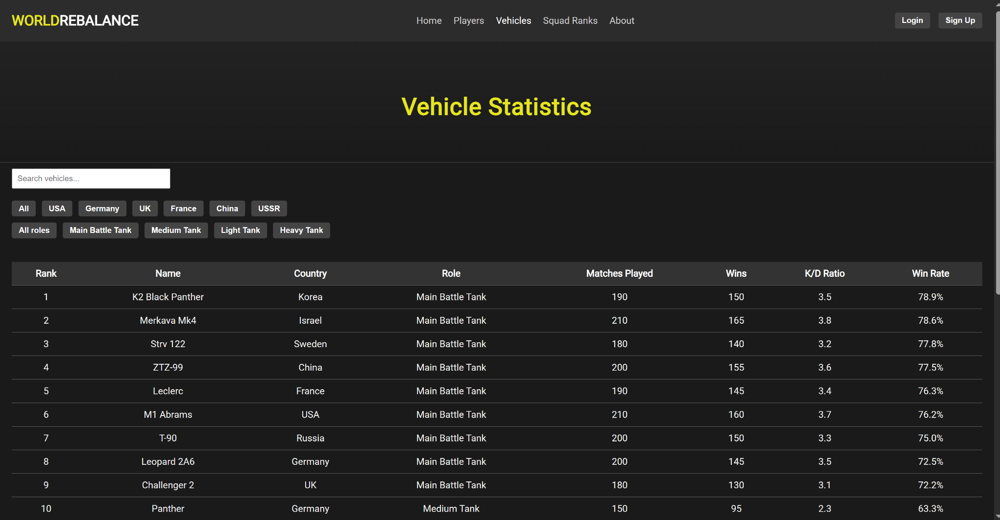 WORLDREBALANCE Home Players Vehicles Squad Ranks About Login Sign Up
Vehicle Statistics
Search vehicles...
All USA Germany UK France China USSR
All roles Main Battle Tank Medium Tank Light Tank Heavy Tank
Rank Name Country Role Matches Played Wins K/D Ratio Win Rate
1 K2 Black Panther Korea Main Battle Tank 190 150 3.5 78.9%
2 Merkava Mk4 Israel Main Battle Tank 210 165 3.8 78.6%
3 Strv 122 Sweden Main Battle Tank 180 140 3.2 77.8%
4 ZTZ-99 China Main Battle Tank 200 155 3.6 77.5%
5 Leclerc France Main Battle Tank 190 145 3.4 76.3%
6 M1 Abrams USA Main Battle Tank 210 160 3.7 76.2%
7 T-90 Russia Main Battle Tank 200 150 3.3 75.0%
8 Leopard 2A6 Germany Main Battle Tank 200 145 3.5 72.5%
9 Challenger 2 UK Main Battle Tank 180 130 3.1 72.2%
10 Panther Germany Medium Tank 150 95 2.3 63.3%